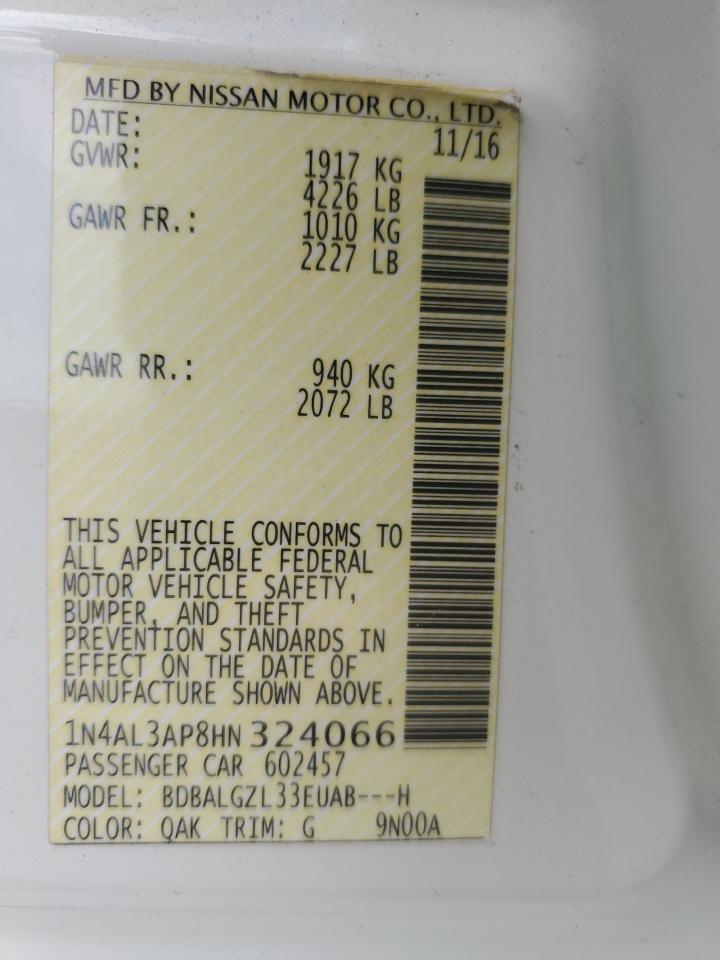 MFD BY NISSAN MOTOR CO., LTD.
DATE: 11/16
GVWR: 1917 KG
4226 LB
GAWR FR.: 1010 KG
2227 LB
GAWR RR.: 940 KG
2072 LB
THIS VEHICLE CONFORMS TO
ALL APPLICABLE FEDERAL
MOTOR VEHICLE SAFETY,
BUMPER, AND THEFT
PREVENTION STANDARDS IN
EFFECT ON THE DATE OF
MANUFACTURE SHOWN ABOVE.
1N4AL3AP8HN324066
PASSENGER CAR 602457
MODEL: BDBALGZL33EUAB---H
COLOR: QAK TRIM: G 9N00A